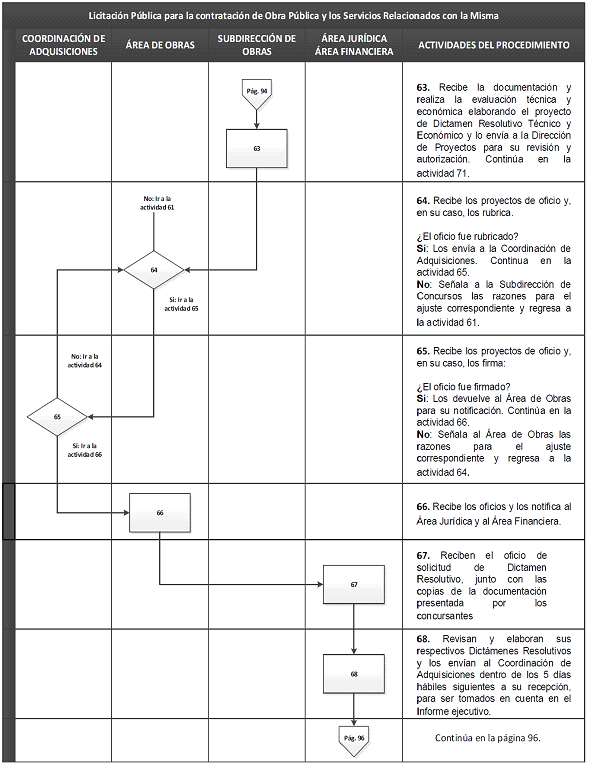 Licitación Pública para la contratación de Obra Pública y los Servicios Relacionados con la Misma
COORDINACIÓN DE
ADQUISICIONES
ÁREA DE OBRAS
SUBDIRECCIÓN DE
OBRAS
ÁREA JURÍDICA
ÁREA FINANCIERA
ACTIVIDADES DEL PROCEDIMIENTO
Pág. 94
63
63. Recibe la documentación y
realiza la evaluación técnica y
económica elaborando el proyecto
de Dictamen Resolutivo Técnico y
Económico y lo envía a la Dirección
de Proyectos para su revisión y
autorización. Continúa en la
actividad 71.
No: Ir a la
actividad 61
64
Si: Ir a la
actividad 65
64. Recibe los proyectos de oficio y,
en su caso, los rubrica.
¿El oficio fue rubricado?
Sí: Los envía a la Coordinación de
Adquisiciones. Continua en la
actividad 65.
No: Señala a la Subdirección de
Concursos las razones para el
ajuste correspondiente y regresa a
la actividad 61.
No: Ir a la
actividad 64
65
Si: Ir a la
actividad 66
65. Recibe los proyectos de oficio y,
en su caso, los firma:
¿El oficio fue firmado?
Sí: Los devuelve al Área de Obras
para su notificación. Continúa en la
actividad 66.
No: Señala al Área de Obras las
razones para el ajuste
correspondiente y regresa a la
actividad 64.
66
66. Recibe los oficios y los notifica al
Área Jurídica y al Área Financiera.
67
67. Reciben el oficio de
solicitud de Dictamen
Resolutivo, junto con las
copias de la documentación
presentada por los
concursantes
68
68. Revisan y elaboran sus
respectivos Dictámenes Resolutivos
y los envían al Coordinación de
Adquisiciones dentro de los 5 días
hábiles siguientes a su recepción,
para ser tomados en cuenta en el
Informe ejecutivo.
Pág. 96
Continúa en la página 96.